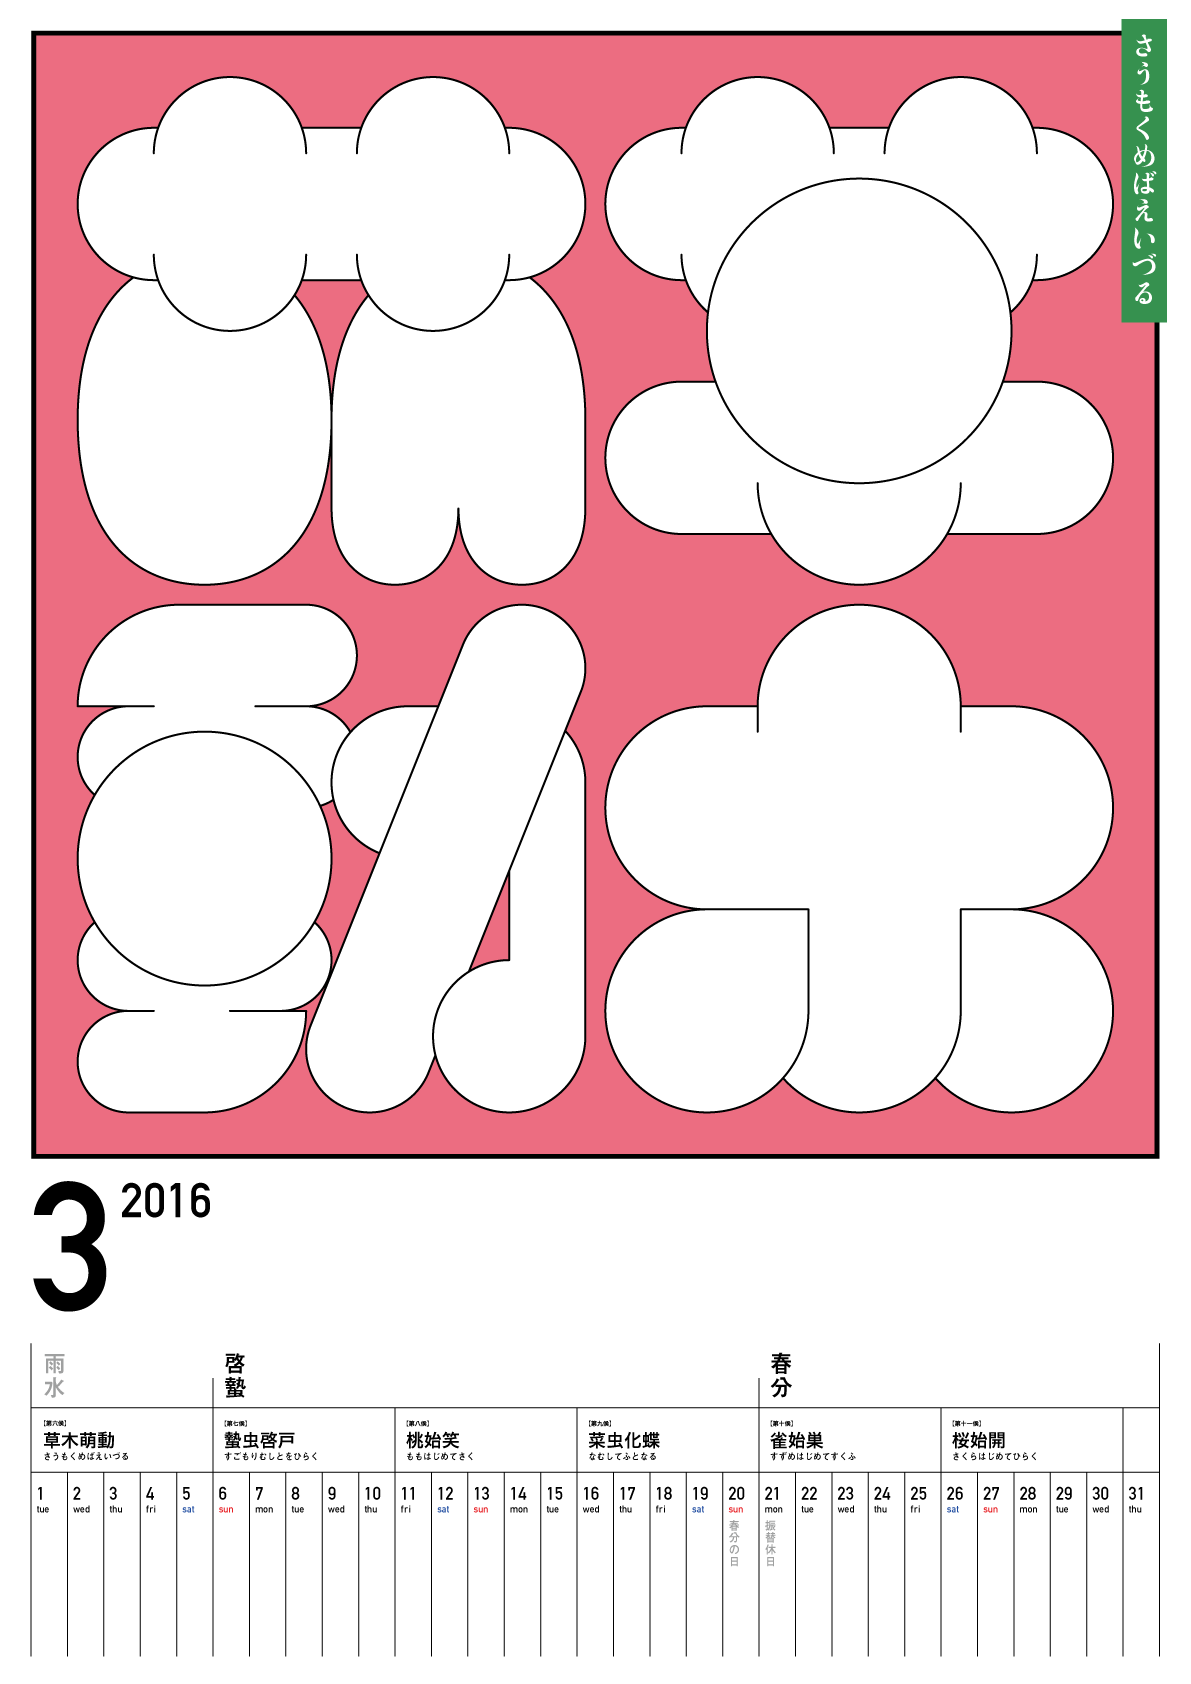 草木
萌動
さうもくめばえいづる
3 2016
雨水
啓蟄
春分
【第六候】
草木萌動
さうもくめばえいづる
【第七候】
蟄虫啓戸
すごもりむしとをひらく
【第八候】
桃始笑
ももはじめてさく
【第九候】
菜虫化蝶
なむしてふとなる
【第十候】
雀始巣
すずめはじめてすくふ
【第十一候】
桜始開
さくらはじめてひらく
1 tue
2 wed
3 thu
4 fri
5 sat
6 sun
7 mon
8 tue
9 wed
10 thu
11 fri
12 sat
13 sun
14 mon
15 tue
16 wed
17 thu
18 fri
19 sat
20 sun
春分の日
21 mon
振替休日
22 tue
23 wed
24 thu
25 fri
26 sat
27 sun
28 mon
29 tue
30 wed
31 thu